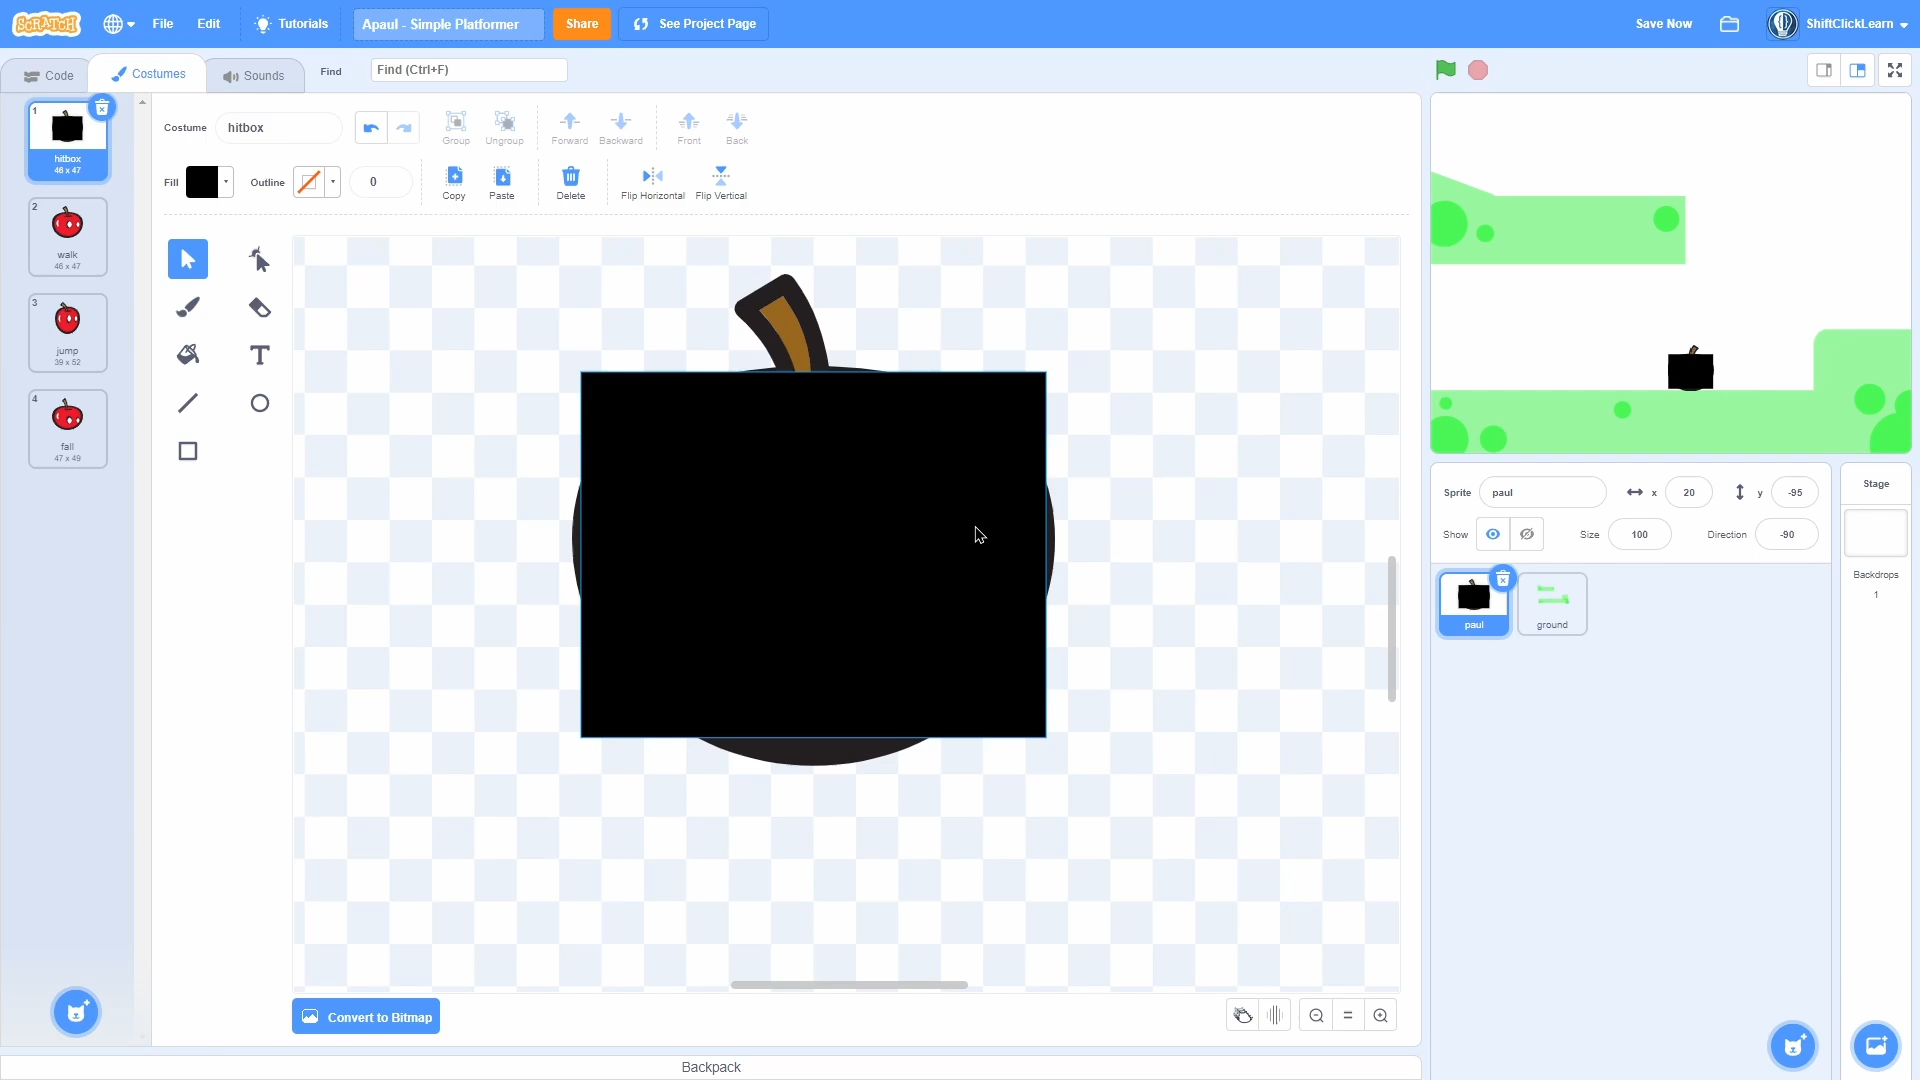 SCRATCH
File
Edit
Tutorials
Apaul - Simple Platformer
Share
See Project Page
Save Now
ShiftClickLearn
Code
Costumes
Sounds
Find
Find (Ctrl+F)
1
hitbox
46 x 47
2
walk
46 x 47
3
jump
39 x 52
4
fall
47 x 49
Costume
hitbox
Group
Ungroup
Forward
Backward
Front
Back
Fill
Outline
0
Copy
Paste
Delete
Flip Horizontal
Flip Vertical
T
Convert to Bitmap
Backpack
Sprite
paul
x
20
y
-95
Show
Size
100
Direction
-90
paul
ground
Stage
Backdrops
1